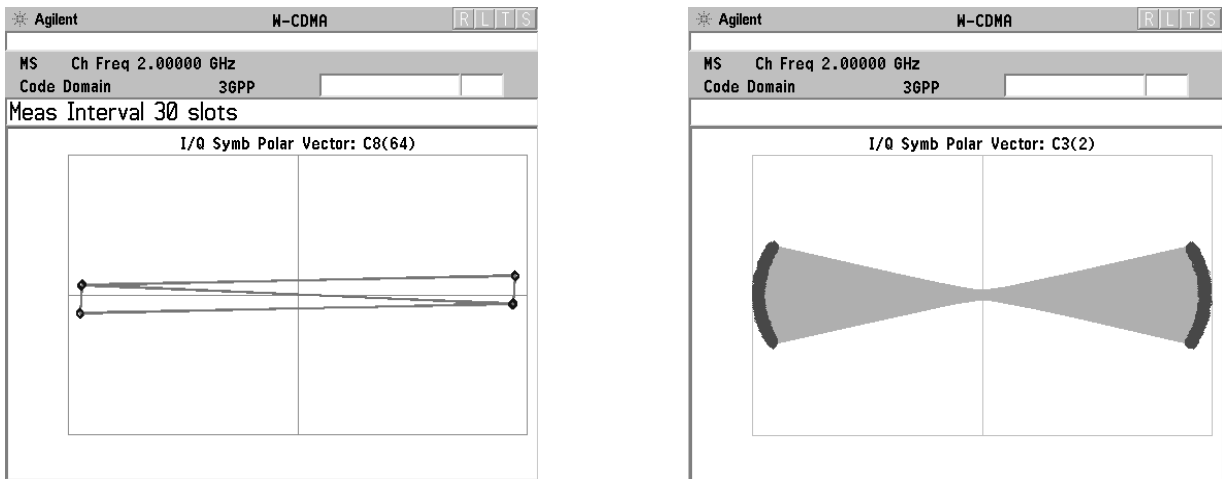 Agilent W-CDMA R L T S
MS Ch Freq 2.00000 GHz
Code Domain 3GPP
Meas Interval 30 slots
I/Q Symb Polar Vector: C8(64)
Agilent W-CDMA R L T S
MS Ch Freq 2.00000 GHz
Code Domain 3GPP
I/Q Symb Polar Vector: C3(2)